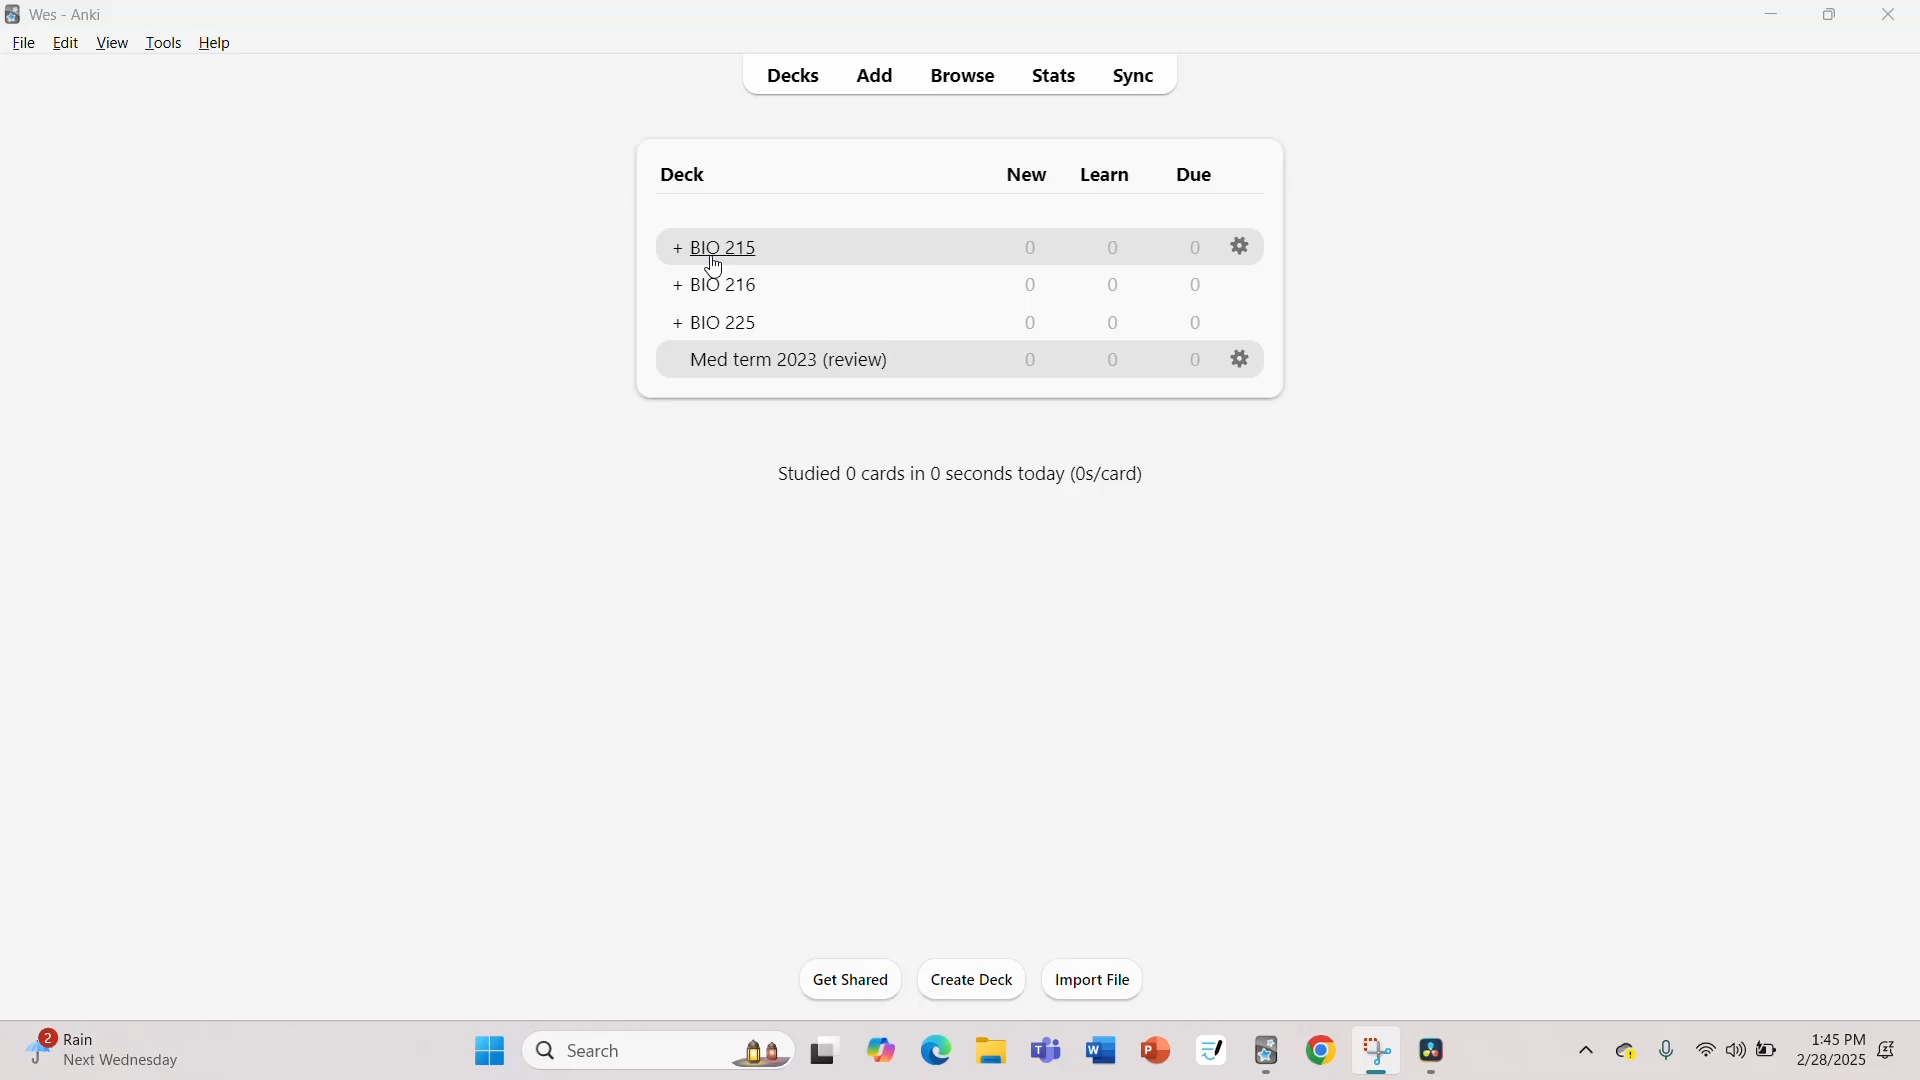 Wes - Anki
File Edit View Tools Help
Decks Add Browse Stats Sync
Deck New Learn Due
+ BIO 215 0 0 0
+ BIO 216 0 0 0
+ BIO 225 0 0 0
Med term 2023 (review) 0 0 0
Studied 0 cards in 0 seconds today (0s/card)
Get Shared Create Deck Import File
2 Rain
Next Wednesday
Search
1:45 PM
2/28/2025